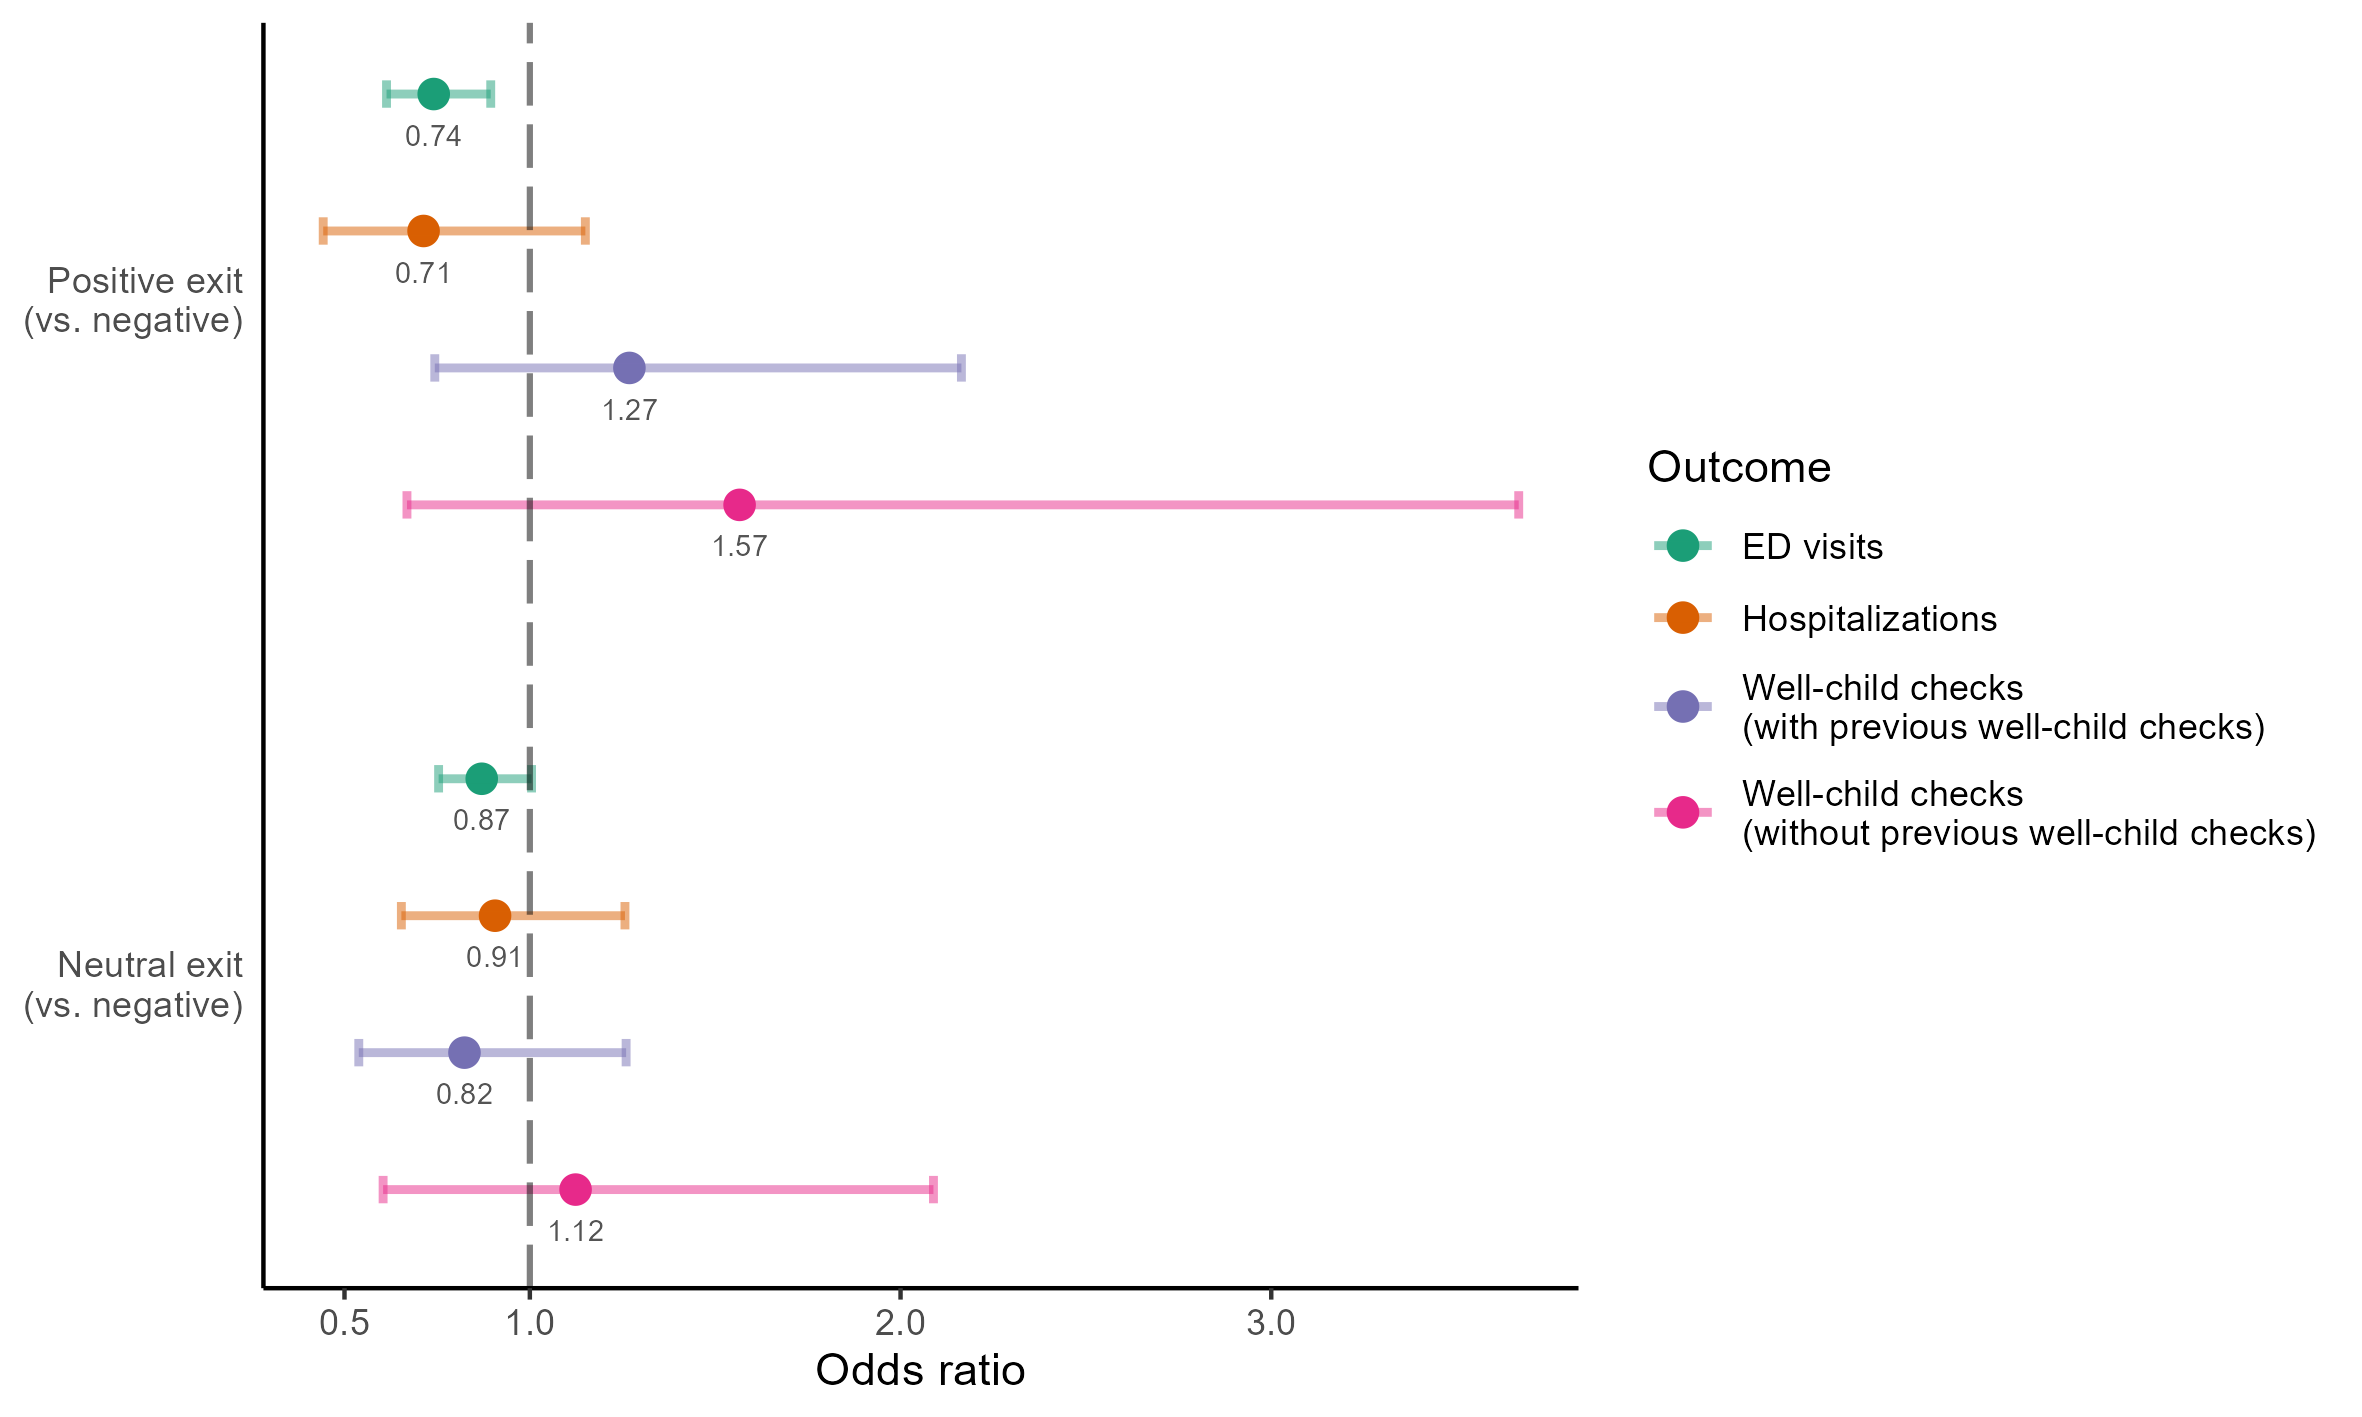 0.74
0.71
Positive exit
(vs. negative)
1.27
1.57
0.87
0.91
Neutral exit
(vs. negative)
0.82
1.12
0.5 1.0 2.0 3.0
Odds ratio
Outcome
ED visits
Hospitalizations
Well-child checks
(with previous well-child checks)
Well-child checks
(without previous well-child checks)